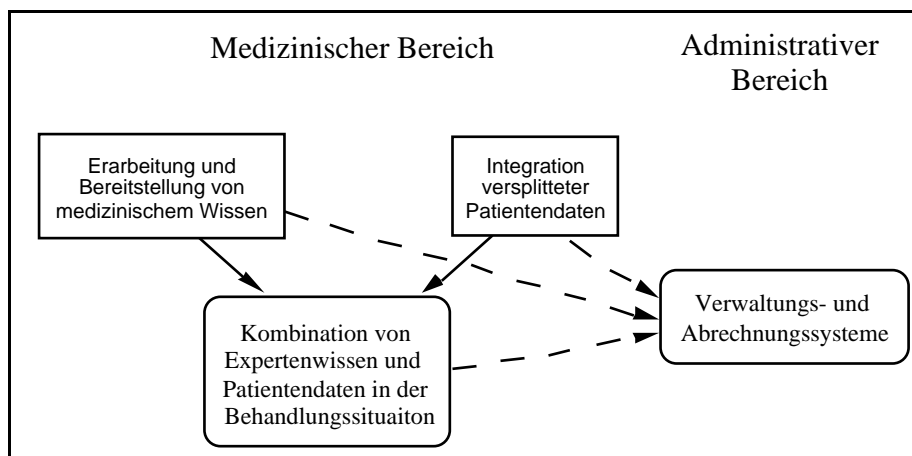 Medizinischer Bereich
Administrativer
Bereich
Erarbeitung und
Bereitstellung von
medizinischem Wissen
Integration
versplitteter
Patientendaten
Kombination von
Expertenwissen und
Patientendaten in der
Behandlungssituaiton
Verwaltungs- und
Abrechnungssysteme